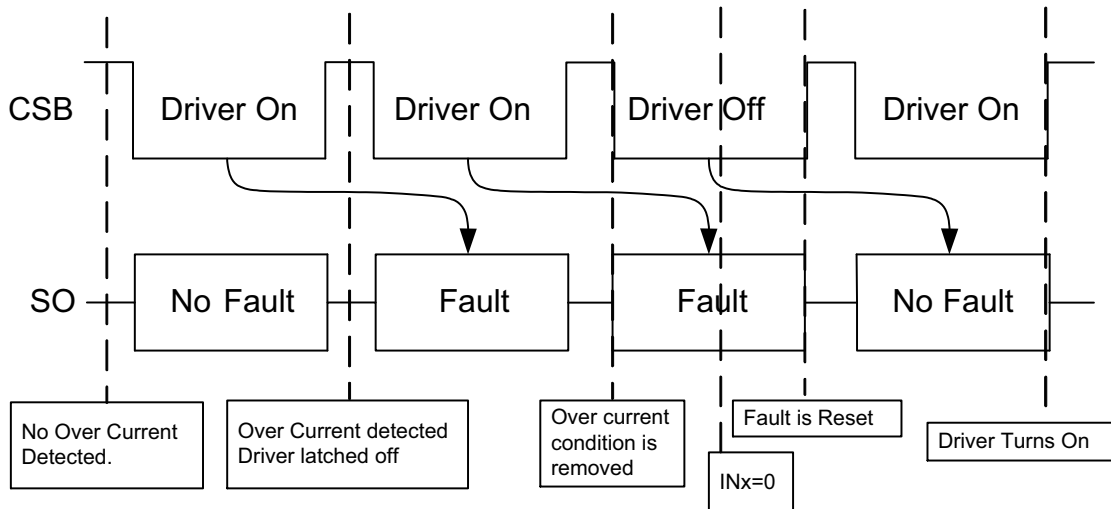 CSB
Driver On
Driver On
Driver Off
Driver On
SO
No Fault
Fault
Fault
No Fault
No Over Current
Detected.
Over Current detected
Driver latched off
Over current
condition is
removed
INx=0
Fault is Reset
Driver Turns On